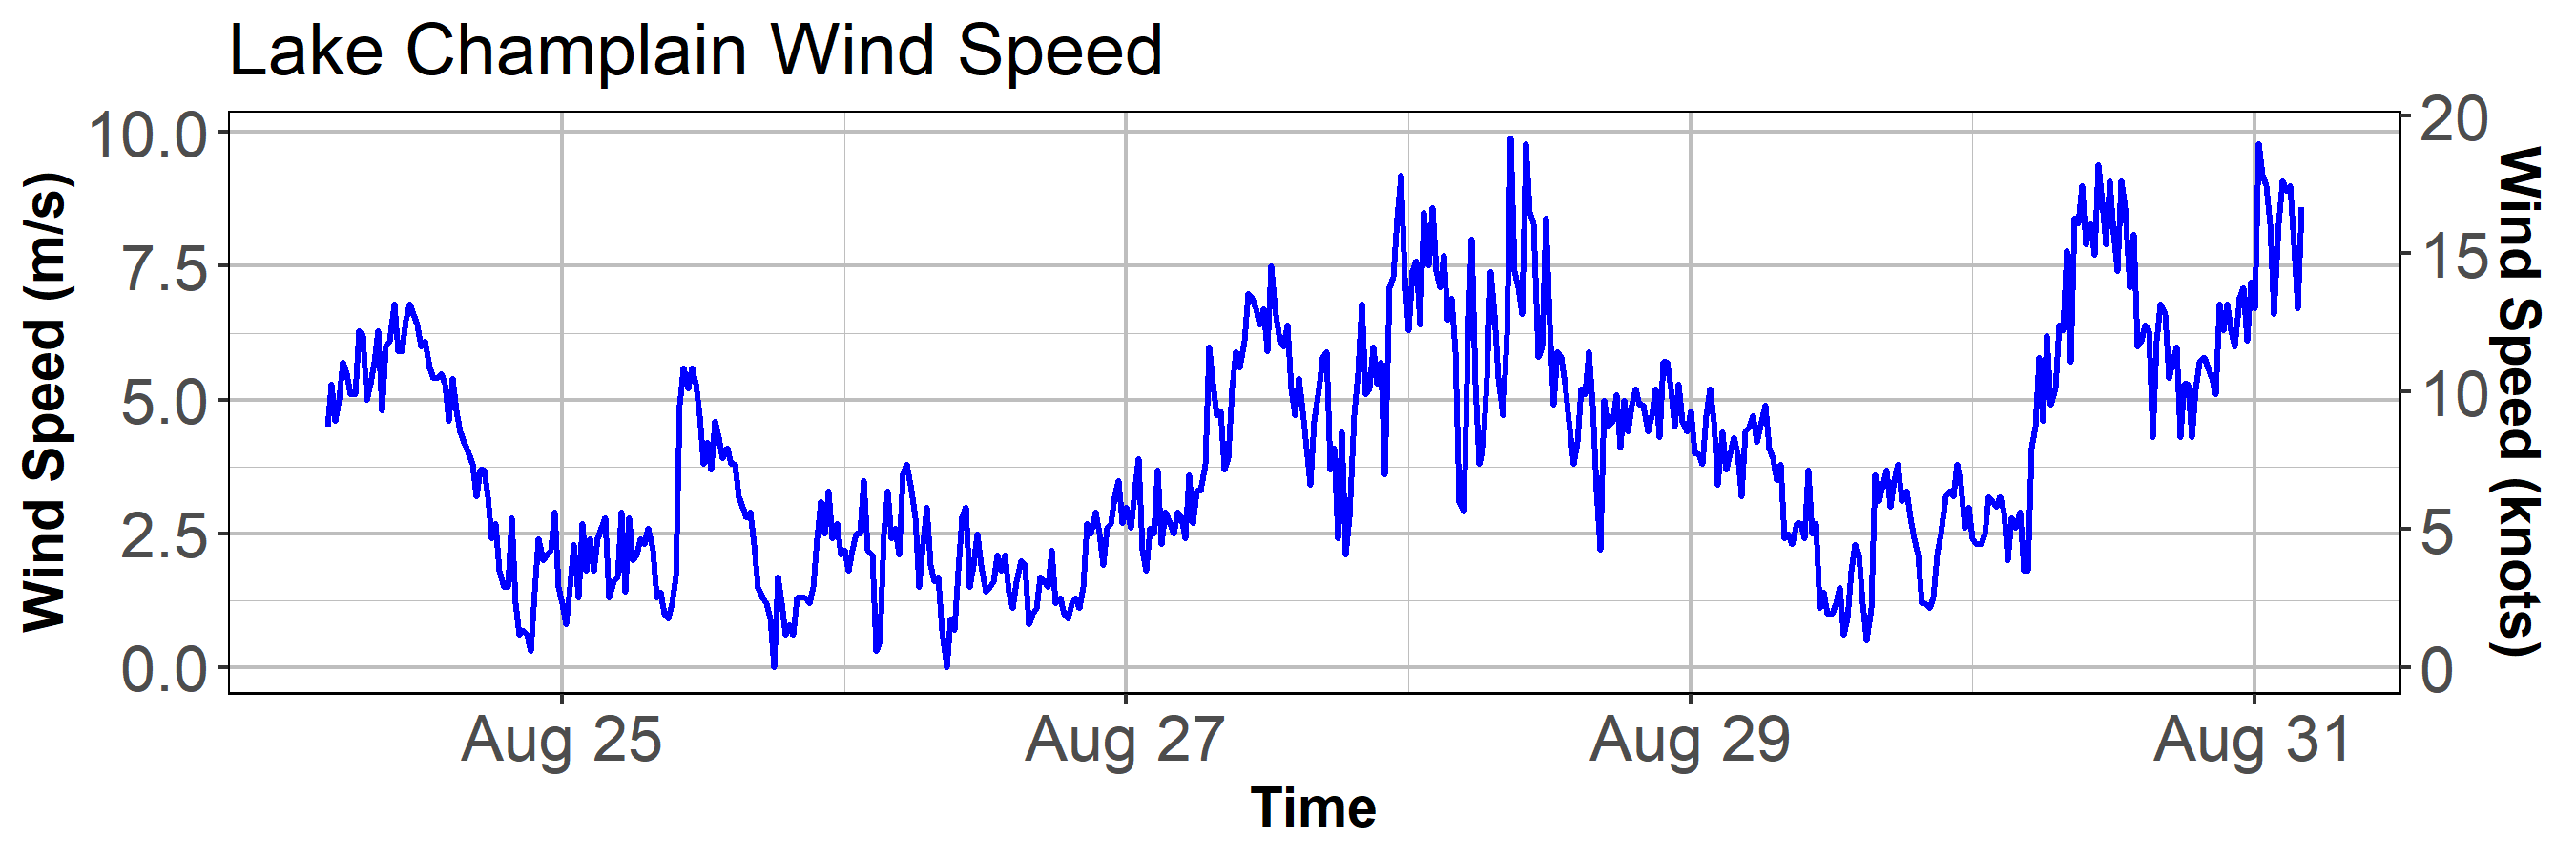 Lake Champlain Wind Speed
Wind Speed (m/s)
10.0
7.5
5.0
2.5
0.0
20
15
10
5
0
Wind Speed (knots)
Aug 25
Aug 27
Aug 29
Aug 31
Time